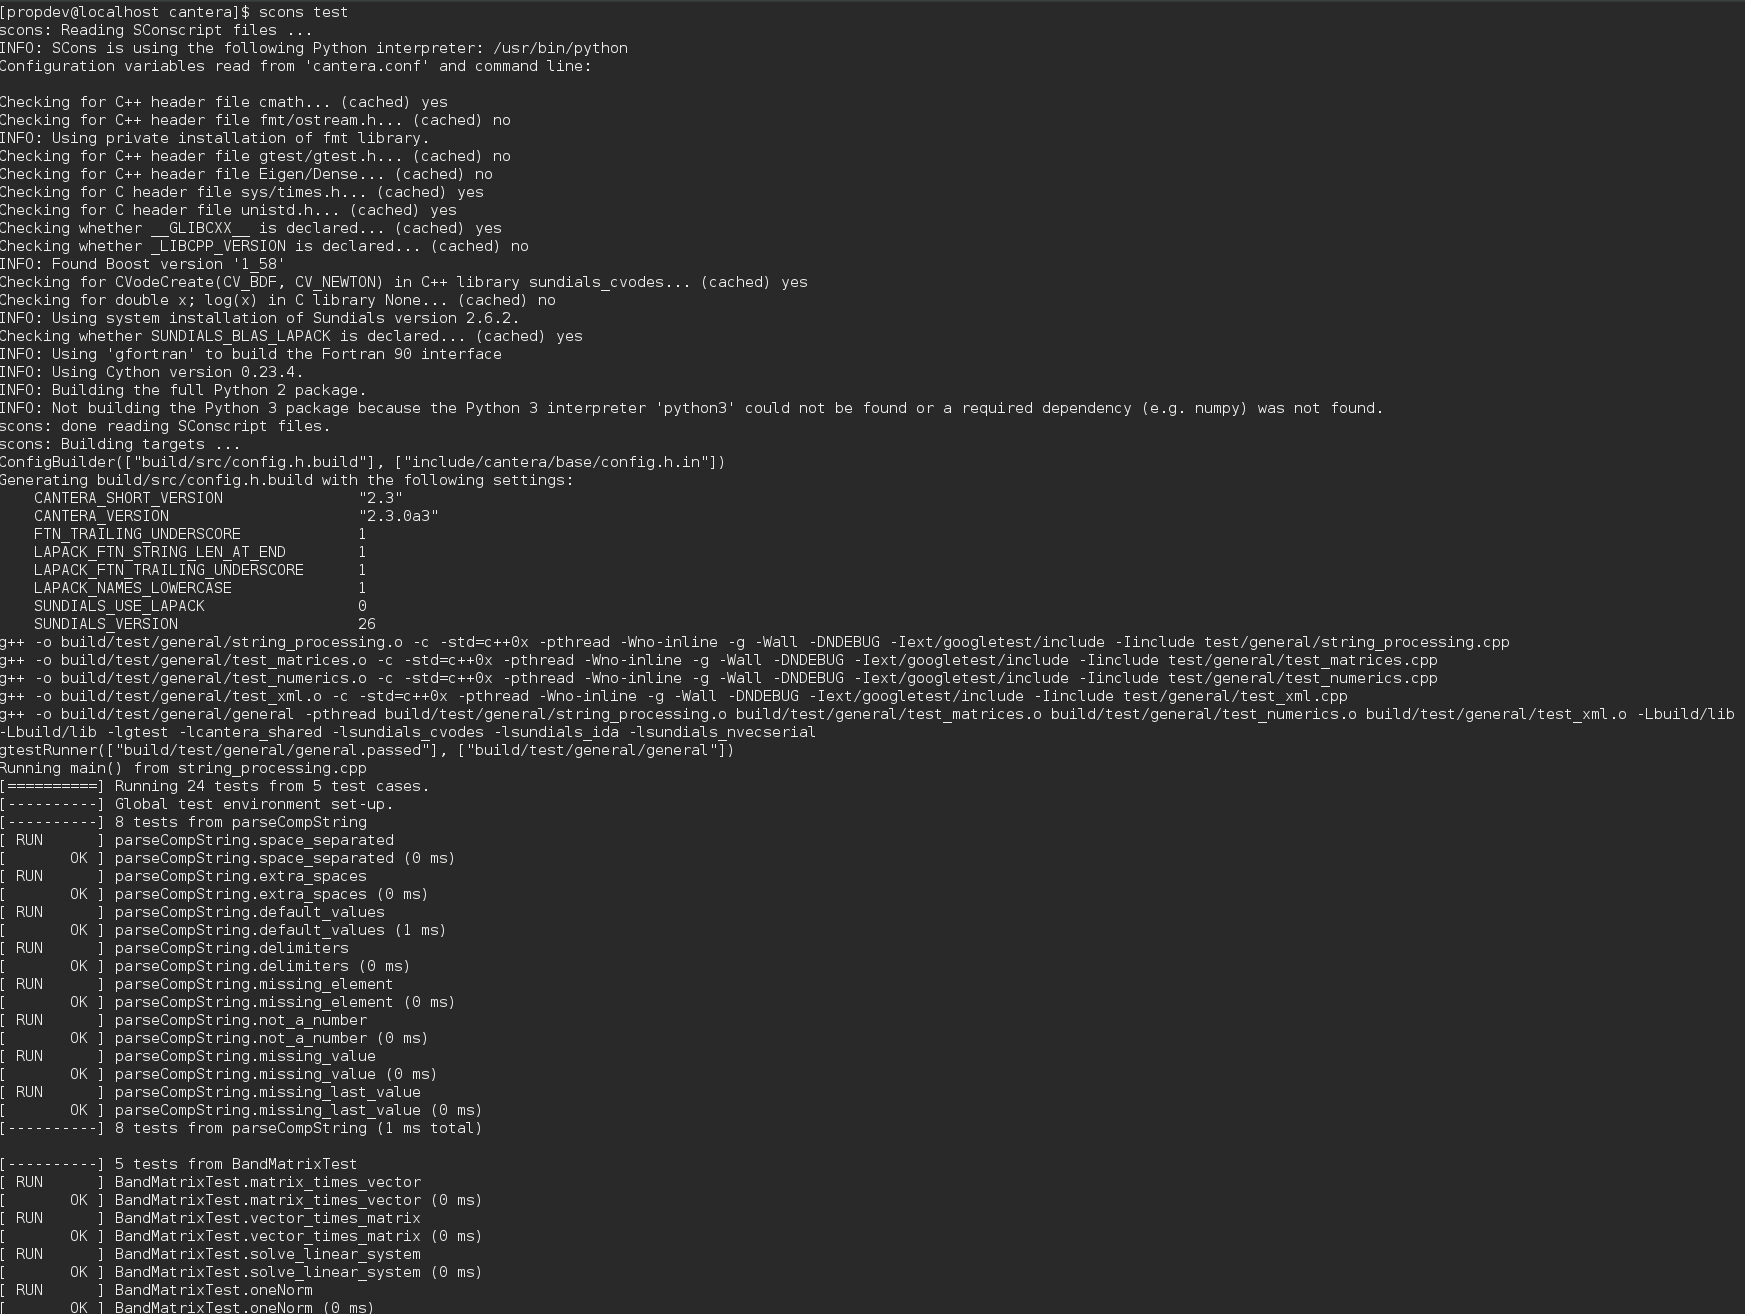 [propdev@localhost cantera]$ scons test
scons: Reading SConscript files ...
INFO: SCons is using the following Python interpreter: /usr/bin/python
Configuration variables read from 'cantera.conf' and command line:

Checking for C++ header file cmath... (cached) yes
Checking for C++ header file fmt/ostream.h... (cached) no
INFO: Using private installation of fmt library.
Checking for C++ header file gtest/gtest.h... (cached) no
Checking for C++ header file Eigen/Dense... (cached) no
Checking for C header file sys/times.h... (cached) yes
Checking for C header file unistd.h... (cached) yes
Checking whether __GLIBCXX__ is declared... (cached) yes
Checking whether _LIBCPP_VERSION is declared... (cached) no
INFO: Found Boost version '1_58'
Checking for CVodeCreate(CV_BDF, CV_NEWTON) in C++ library sundials_cvodes... (cached) yes
Checking for double x; log(x) in C library None... (cached) no
INFO: Using system installation of Sundials version 2.6.2.
Checking whether SUNDIALS_BLAS_LAPACK is declared... (cached) yes
INFO: Using 'gfortran' to build the Fortran 90 interface
INFO: Using Cython version 0.23.4.
INFO: Building the full Python 2 package.
INFO: Not building the Python 3 package because the Python 3 interpreter 'python3' could not be found or a required dependency (e.g. numpy) was not found.
scons: done reading SConscript files.
scons: Building targets ...
ConfigBuilder(["build/src/config.h.build"], ["include/cantera/base/config.h.in"])
Generating build/src/config.h.build with the following settings:
    CANTERA_SHORT_VERSION               "2.3"
    CANTERA_VERSION                     "2.3.0a3"
    FTN_TRAILING_UNDERSCORE             1
    LAPACK_FTN_STRING_LEN_AT_END        1
    LAPACK_FTN_TRAILING_UNDERSCORE      1
    LAPACK_NAMES_LOWERCASE              1
    SUNDIALS_USE_LAPACK                 0
    SUNDIALS_VERSION                    26
g++ -o build/test/general/string_processing.o -c -std=c++0x -pthread -Wno-inline -g -Wall -DNDEBUG -Iext/googletest/include -Iinclude test/general/string_processing.cpp
g++ -o build/test/general/test_matrices.o -c -std=c++0x -pthread -Wno-inline -g -Wall -DNDEBUG -Iext/googletest/include -Iinclude test/general/test_matrices.cpp
g++ -o build/test/general/test_numerics.o -c -std=c++0x -pthread -Wno-inline -g -Wall -DNDEBUG -Iext/googletest/include -Iinclude test/general/test_numerics.cpp
g++ -o build/test/general/test_xml.o -c -std=c++0x -pthread -Wno-inline -g -Wall -DNDEBUG -Iext/googletest/include -Iinclude test/general/test_xml.cpp
g++ -o build/test/general/general -pthread build/test/general/string_processing.o build/test/general/test_matrices.o build/test/general/test_numerics.o build/test/general/test_xml.o -Lbuild/lib
-Lbuild/lib -lgtest -lcantera_shared -lsundials_cvodes -lsundials_ida -lsundials_nvecserial
gtestRunner(["build/test/general/general.passed"], ["build/test/general/general"])
Running main() from string_processing.cpp
[==========] Running 24 tests from 5 test cases.
[----------] Global test environment set-up.
[----------] 8 tests from parseCompString
[ RUN      ] parseCompString.space_separated
[       OK ] parseCompString.space_separated (0 ms)
[ RUN      ] parseCompString.extra_spaces
[       OK ] parseCompString.extra_spaces (0 ms)
[ RUN      ] parseCompString.default_values
[       OK ] parseCompString.default_values (1 ms)
[ RUN      ] parseCompString.delimiters
[       OK ] parseCompString.delimiters (0 ms)
[ RUN      ] parseCompString.missing_element
[       OK ] parseCompString.missing_element (0 ms)
[ RUN      ] parseCompString.not_a_number
[       OK ] parseCompString.not_a_number (0 ms)
[ RUN      ] parseCompString.missing_value
[       OK ] parseCompString.missing_value (0 ms)
[ RUN      ] parseCompString.missing_last_value
[       OK ] parseCompString.missing_last_value (0 ms)
[----------] 8 tests from parseCompString (1 ms total)

[----------] 5 tests from BandMatrixTest
[ RUN      ] BandMatrixTest.matrix_times_vector
[       OK ] BandMatrixTest.matrix_times_vector (0 ms)
[ RUN      ] BandMatrixTest.vector_times_matrix
[       OK ] BandMatrixTest.vector_times_matrix (0 ms)
[ RUN      ] BandMatrixTest.solve_linear_system
[       OK ] BandMatrixTest.solve_linear_system (0 ms)
[ RUN      ] BandMatrixTest.oneNorm
[       OK ] BandMatrixTest.oneNorm (0 ms)